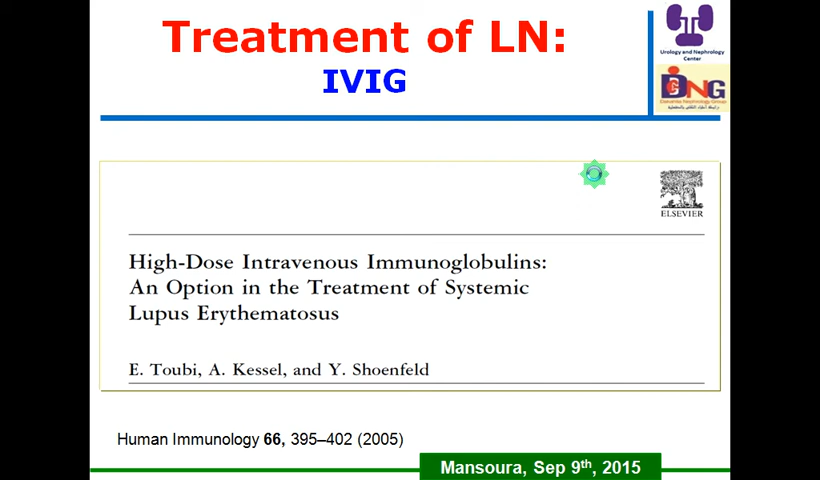 Treatment of LN:
IVIG
Urology and Nephrology
Center
DNG
ELSEVIER
High-Dose Intravenous Immunoglobulins:
An Option in the Treatment of Systemic
Lupus Erythematosus
E. Toubi, A. Kessel, and Y. Shoenfeld
Human Immunology 66, 395–402 (2005)
Mansoura, Sep 9th, 2015